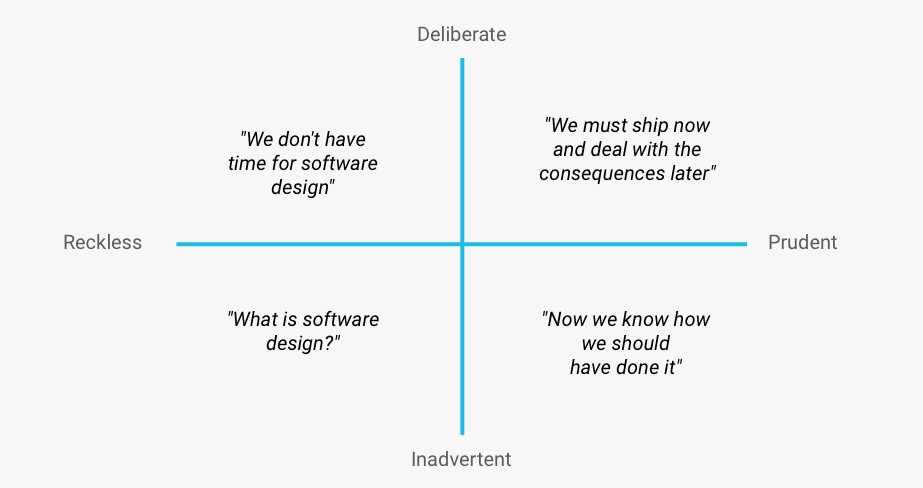 Deliberate
"We don't have
time for software
design"
"We must ship now
and deal with the
consequences later"
Reckless
Prudent
"What is software
design?"
"Now we know how
we should
have done it"
Inadvertent